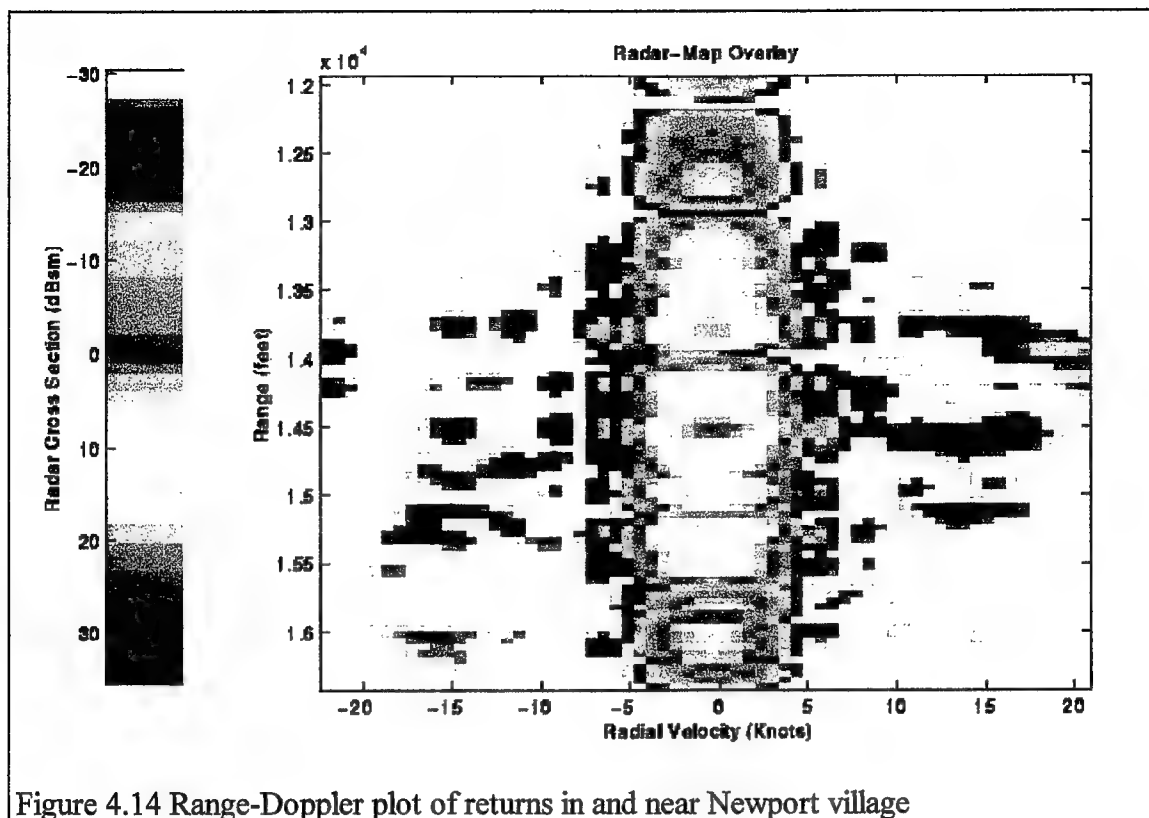 Radar-Map Overlay
x 10^4
-30
-20
-10
0
10
20
30
Radar Cross Section (dBsm)
1.2
1.25
1.3
1.35
1.4
1.45
1.5
1.55
1.6
Range (feet)
-20 -15 -10 -5 0 5 10 15 20
Radial Velocity (Knots)
Figure 4.14 Range-Doppler plot of returns in and near Newport village